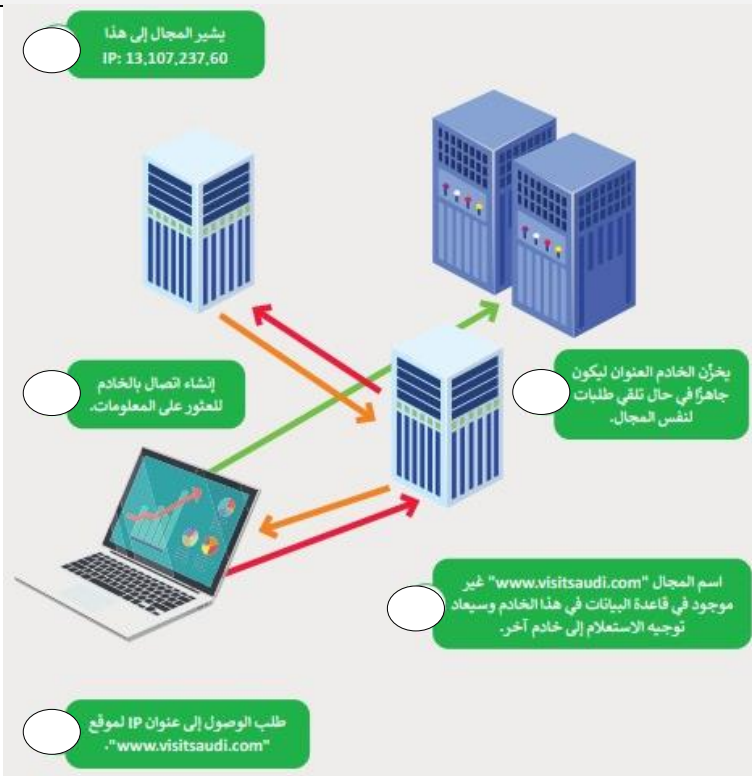 يشير المجال إلى هذا
IP: 13,107,237,60
إنشاء اتصال بالخادم
للعثور على المعلومات.
يخزّن الخادم العنوان ليكون
جاهزًا في حال تلقي طلبات
لنفس المجال.
اسم المجال "www.visitsaudi.com" غير
موجود في قاعدة البيانات في هذا الخادم وسيعاد
توجيه الاستعلام إلى خادم آخر.
طلب الوصول إلى عنوان IP لموقع
"www.visitsaudi.com".